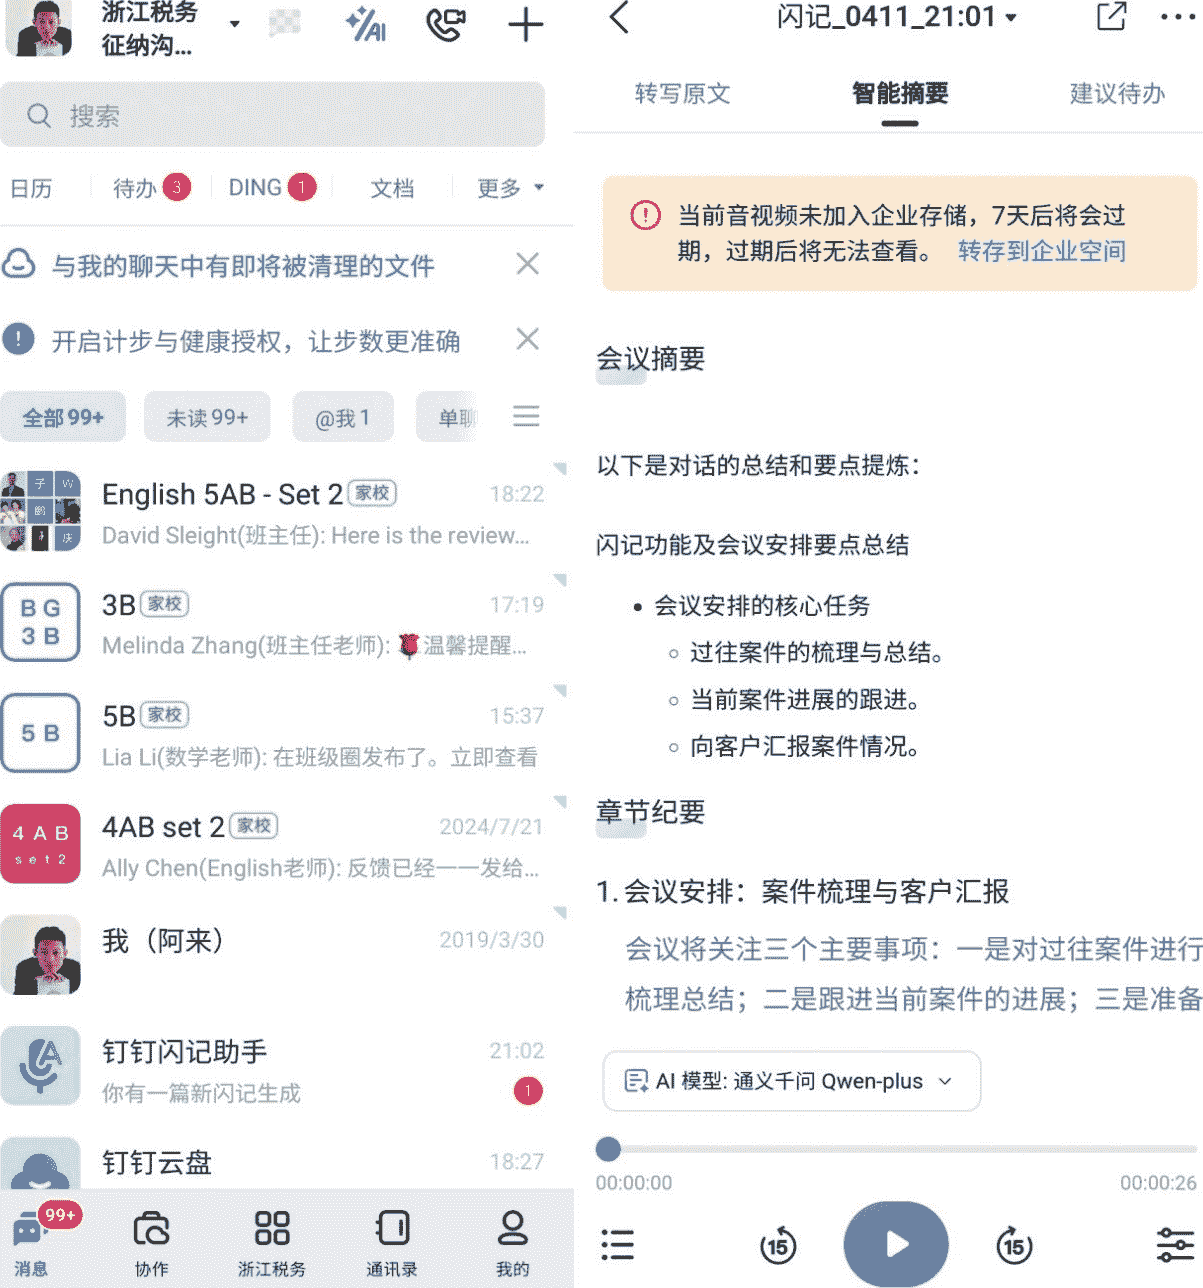 浙江税务
征纳沟...
AI
搜索
日历
待办 3
DING 1
文档
更多
与我的聊天中有即将被清理的文件
开启计步与健康授权，让步数更准确
全部 99+
未读 99+
@我 1
单聊
子 W
鹏
庆
English 5AB - Set 2 家校 18:22
David Sleight(班主任): Here is the review...
BG
3B
3B 家校 17:19
Melinda Zhang(班主任老师): 🌹温馨提醒...
5B
5B 家校 15:37
Lia Li(数学老师): 在班级圈发布了。立即查看
4AB
set2
4AB set 2 家校 2024/7/21
Ally Chen(English老师): 反馈已经一一发给...
我（阿来） 2019/3/30
钉钉闪记助手 21:02
你有一篇新闪记生成 1
钉钉云盘 18:27
99+
消息
协作
浙江税务
通讯录
我的
闪记_0411_21:01
转写原文
智能摘要
建议待办
当前音视频未加入企业存储，7天后将会过
期，过期后将无法查看。 转存到企业空间
会议摘要
以下是对话的总结和要点提炼：
闪记功能及会议安排要点总结
• 会议安排的核心任务
○ 过往案件的梳理与总结。
○ 当前案件进展的跟进。
○ 向客户汇报案件情况。
章节纪要
1. 会议安排：案件梳理与客户汇报
会议将关注三个主要事项：一是对过往案件进行
梳理总结；二是跟进当前案件的进展；三是准备
AI 模型: 通义千问 Qwen-plus
00:00:00
00:00:26
15
15